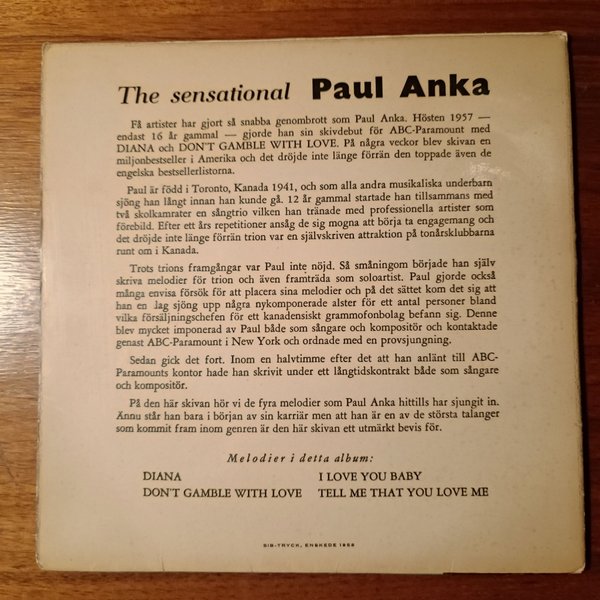 The sensational Paul Anka
Få artister har gjort så snabba genombrott som Paul Anka. Hösten 1957 —
endast 16 år gammal — gjorde han sin skivdebut för ABC-Paramount med
DIANA och DON'T GAMBLE WITH LOVE. På några veckor blev skivan en
miljonbestseller i Amerika och det dröjde inte länge förrän den toppade även de
engelska bestsellerlistorna.
Paul är född i Toronto, Kanada 1941, och som alla andra musikaliska underbarn
sjöng han långt innan han kunde gå. 12 år gammal startade han tillsammans med
två skolkamrater en sångtrio vilken han tränade med professionella artister som
förebild. Efter ett års repetitioner ansåg de sig mogna att börja ta engagemang och
det dröjde inte länge förrän trion var en självskriven attraktion på tonårsklubbarna
runt om i Kanada.
Trots trions framgångar var Paul inte nöjd. Så småningom började han själv
skriva melodier för trion och även framträda som soloartist. Paul gjorde också
många envisa försök för att placera sina melodier och på det sättet kom det sig att
han en dag sjöng upp några nykomponerade alster för ett antal personer bland
vilka försäljningschefen för ett kanadensiskt grammofonbolag befann sig. Denne
blev mycket imponerad av Paul både som sångare och kompositör och kontaktade
genast ABC-Paramount i New York och ordnade med en provsjungning.
Sedan gick det fort. Inom en halvtimme efter det att han anlänt till ABC-
Paramounts kontor hade han skrivit under ett långtidskontrakt både som sångare
och kompositör.
På den här skivan hör vi de fyra melodier som Paul Anka hittills har sjungit in.
Ännu står han bara i början av sin karriär men att han är en av de största talanger
som kommit fram inom genren är den här skivan ett utmärkt bevis för.
Melodier i detta album:
DIANA I LOVE YOU BABY
DON'T GAMBLE WITH LOVE TELL ME THAT YOU LOVE ME
SIB-TRYCK, ENSKEDE 1958